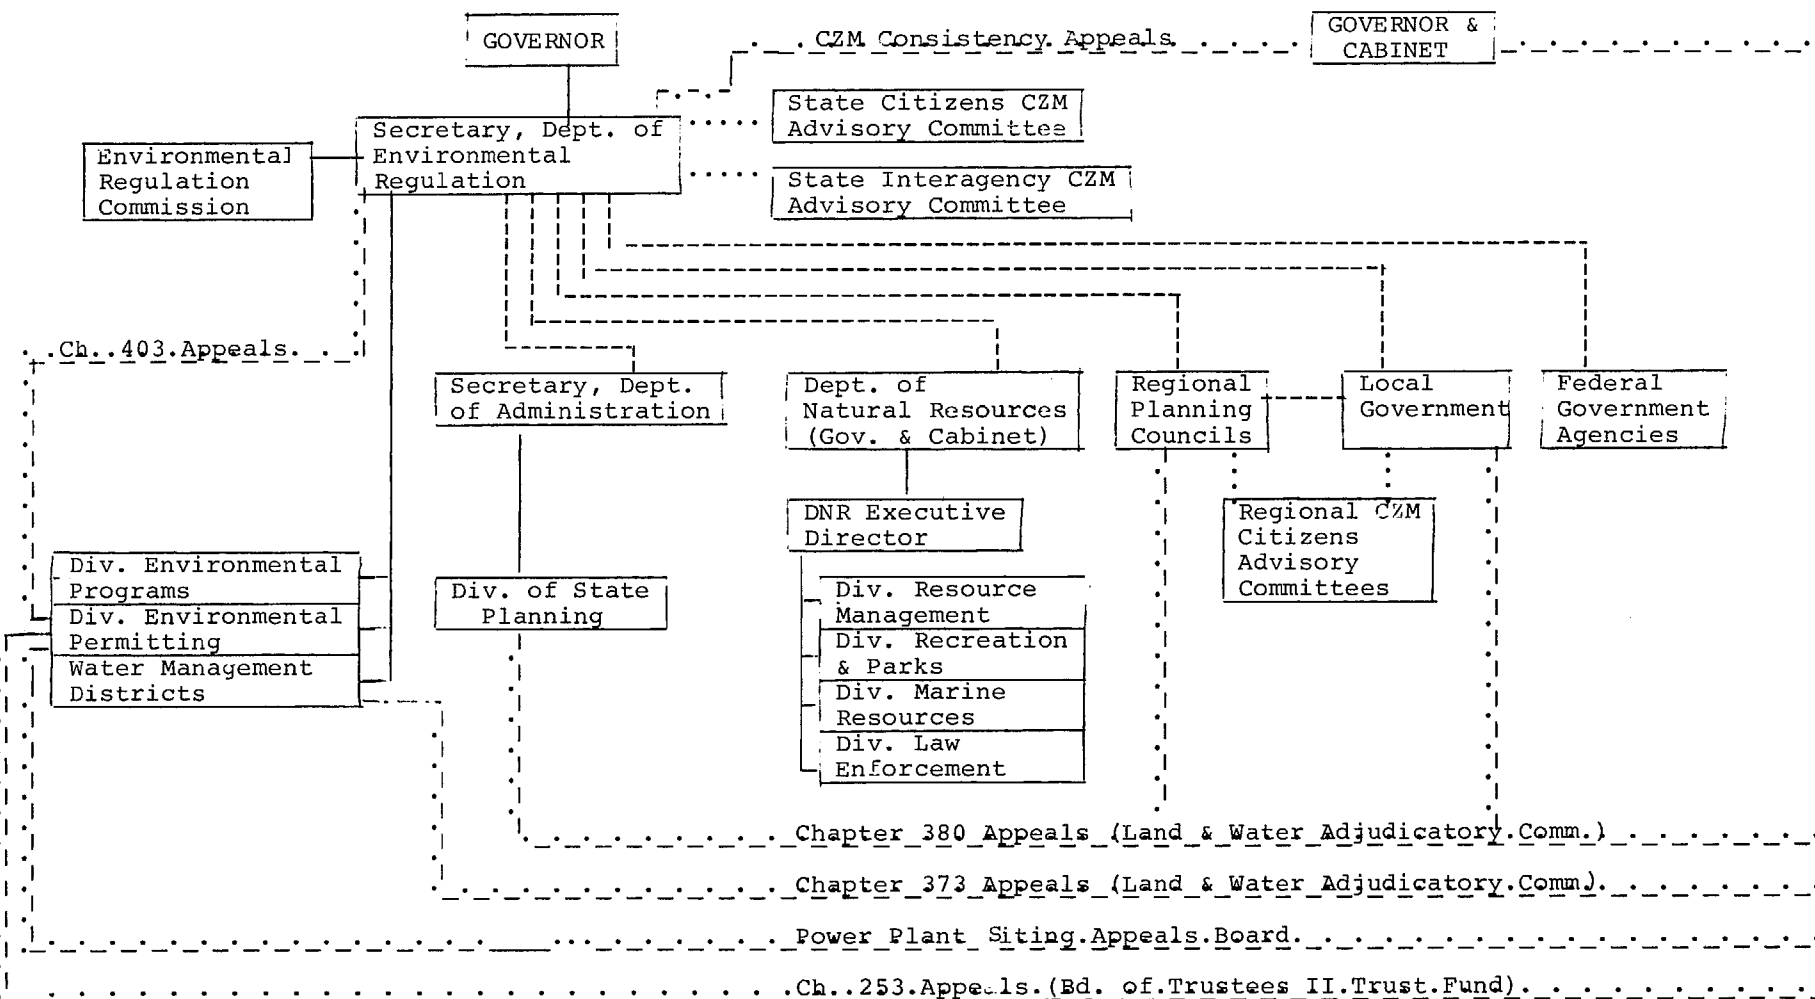 GOVERNOR
CZM Consistency Appeals
GOVERNOR &
CABINET
State Citizens CZM
Advisory Committee
Secretary, Dept. of
Environmental
Regulation
Environmental
Regulation
Commission
State Interagency CZM
Advisory Committee
Ch. 403 Appeals
Secretary, Dept.
of Administration
Dept. of
Natural Resources
(Gov. & Cabinet)
Regional
Planning
Councils
Local
Government
Federal
Government
Agencies
DNR Executive
Director
Regional CZM
Citizens
Advisory
Committees
Div. Environmental
Programs
Div. Environmental
Permitting
Water Management
Districts
Div. of State
Planning
Div. Resource
Management
Div. Recreation
& Parks
Div. Marine
Resources
Div. Law
Enforcement
Chapter 380 Appeals (Land & Water Adjudicatory Comm.)
Chapter 373 Appeals (Land & Water Adjudicatory Comm.)
Power Plant Siting Appeals Board
Ch. 253 Appeals (Bd. of Trustees II Trust Fund)